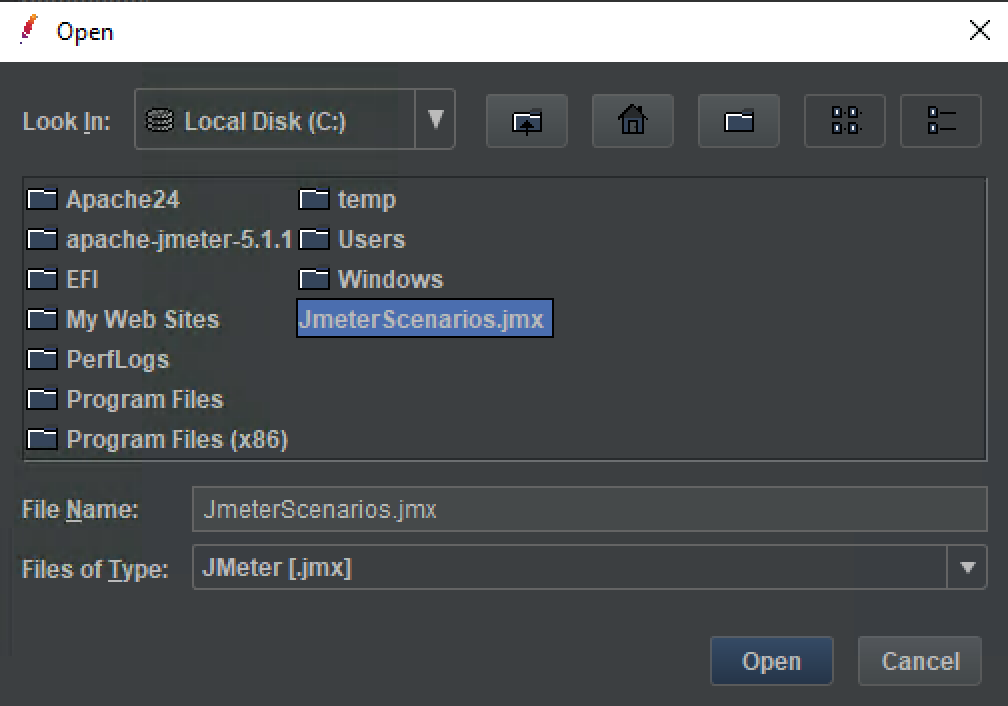 Open
Look In: Local Disk (C:)
Apache24
apache-jmeter-5.1.1
EFI
My Web Sites
PerfLogs
Program Files
Program Files (x86)
temp
Users
Windows
JmeterScenarios.jmx
File Name: JmeterScenarios.jmx
Files of Type: JMeter [.jmx]
Open Cancel